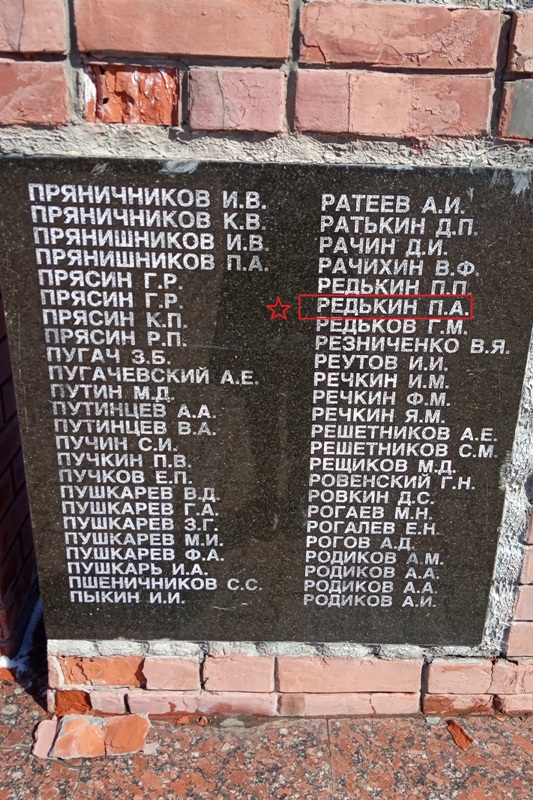 ПРЯНИЧНИКОВ И.В.
ПРЯНИЧНИКОВ К.В.
ПРЯНИШНИКОВ И.В.
ПРЯНИШНИКОВ П.А.
ПРЯСИН Г.Р.
ПРЯСИН Г.Р.
ПРЯСИН К.П.
ПРЯСИН Р.П.
ПУГАЧ З.Б.
ПУГАЧЕВСКИЙ А.Е.
ПУТИН М.Д.
ПУТИНЦЕВ А.А.
ПУТИНЦЕВ В.А.
ПУЧИН С.И.
ПУЧКИН П.В.
ПУЧКОВ Е.П.
ПУШКАРЕВ В.Д.
ПУШКАРЕВ Г.А.
ПУШКАРЕВ З.Г.
ПУШКАРЕВ М.И.
ПУШКАРЕВ Ф.А.
ПУШКАРЬ И.А.
ПШЕНИЧНИКОВ С.С.
ПЫКИН И.И.
РАТЕЕВ А.И.
РАТЬКИН Д.П.
РАЧИН Д.И.
РАЧИХИН В.Ф.
РЕДЬКИН П.П.
РЕДЬКИН П.А.
РЕДЬКОВ Г.М.
РЕЗНИЧЕНКО В.Я.
РЕУТОВ И.И.
РЕЧКИН И.М.
РЕЧКИН Ф.М.
РЕЧКИН Я.М.
РЕШЕТНИКОВ А.Е.
РЕШЕТНИКОВ С.М.
РЕЩИКОВ М.Д.
РОВЕНСКИЙ Г.Н.
РОВКИН Д.С.
РОГАЕВ М.Н.
РОГАЛЕВ Е.Н.
РОГОВ А.Д.
РОДИКОВ А.М.
РОДИКОВ А.А.
РОДИКОВ А.А.
РОДИКОВ А.И.